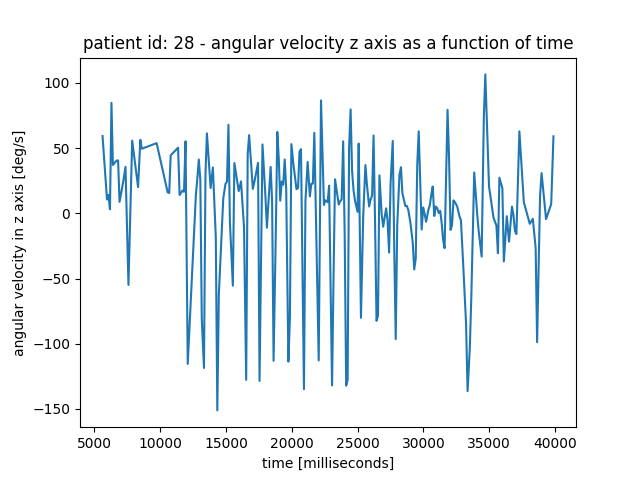 patient id: 28 - angular velocity z axis as a function of time
angular velocity in z axis [deg/s]
100
50
0
−50
−100
−150
5000 10000 15000 20000 25000 30000 35000 40000
time [milliseconds]